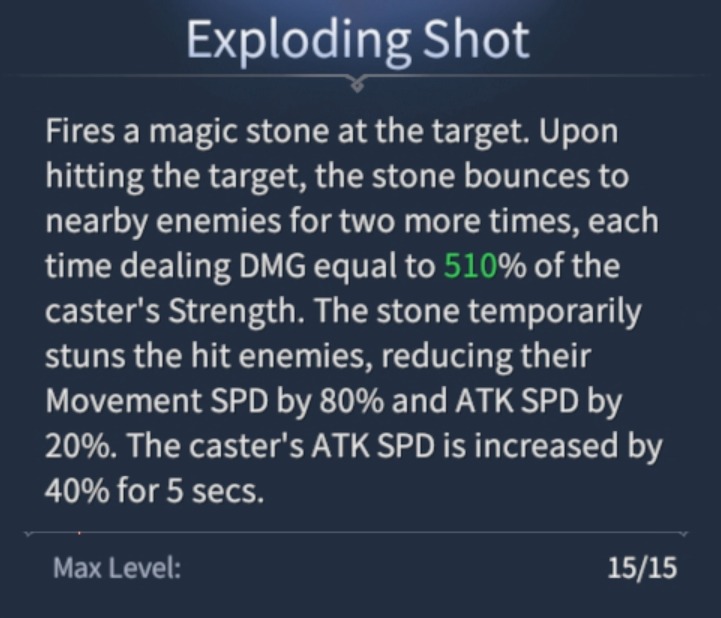 Exploding Shot
Fires a magic stone at the target. Upon
hitting the target, the stone bounces to
nearby enemies for two more times, each
time dealing DMG equal to 510% of the
caster's Strength. The stone temporarily
stuns the hit enemies, reducing their
Movement SPD by 80% and ATK SPD by
20%. The caster's ATK SPD is increased by
40% for 5 secs.
Max Level: 15/15